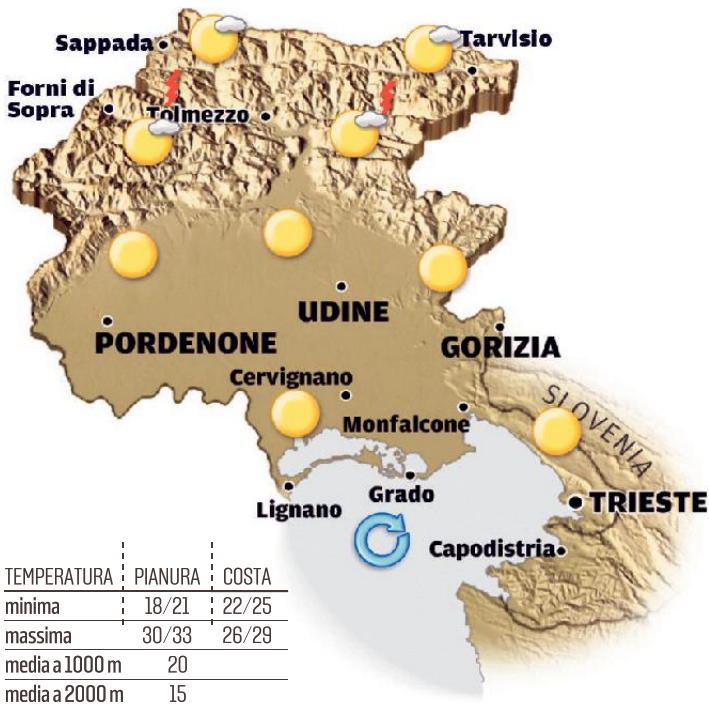 Sappada
Tarvisio
Forni di
Sopra
Tolmezzo
UDINE
PORDENONE
GORIZIA
Cervignano
SLOVENIA
Monfalcone
Grado
Lignano
TRIESTE
Capodistria
TEMPERATURA PIANURA COSTA
minima 18/21 22/25
massima 30/33 26/29
media a 1000 m 20
media a 2000 m 15